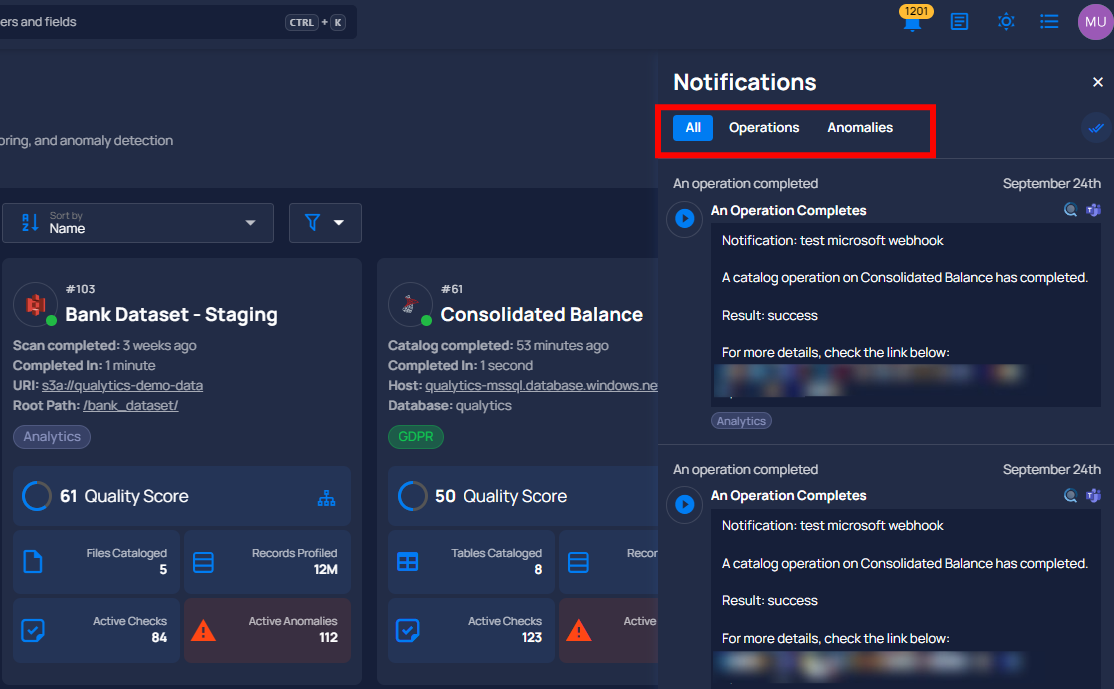 ers and fields
CTRL + K
1201
MU
oring, and anomaly detection
Sort by
Name
#103
Bank Dataset - Staging
Scan completed: 3 weeks ago
Completed In: 1 minute
URI: s3a://qualytics-demo-data
Root Path: /bank_dataset/
Analytics
61 Quality Score
Files Cataloged
5
Records Profiled
12M
Active Checks
84
Active Anomalies
112
#61
Consolidated Balance
Catalog completed: 53 minutes ago
Completed In: 1 second
Host: qualytics-mssql.database.windows.ne
Database: qualytics
GDPR
50 Quality Score
Tables Cataloged
8
Recor
Active Checks
123
Active
Notifications
All Operations Anomalies
An operation completed September 24th
An Operation Completes
Notification: test microsoft webhook
A catalog operation on Consolidated Balance has completed.
Result: success
For more details, check the link below:
Analytics
An operation completed September 24th
An Operation Completes
Notification: test microsoft webhook
A catalog operation on Consolidated Balance has completed.
Result: success
For more details, check the link below: